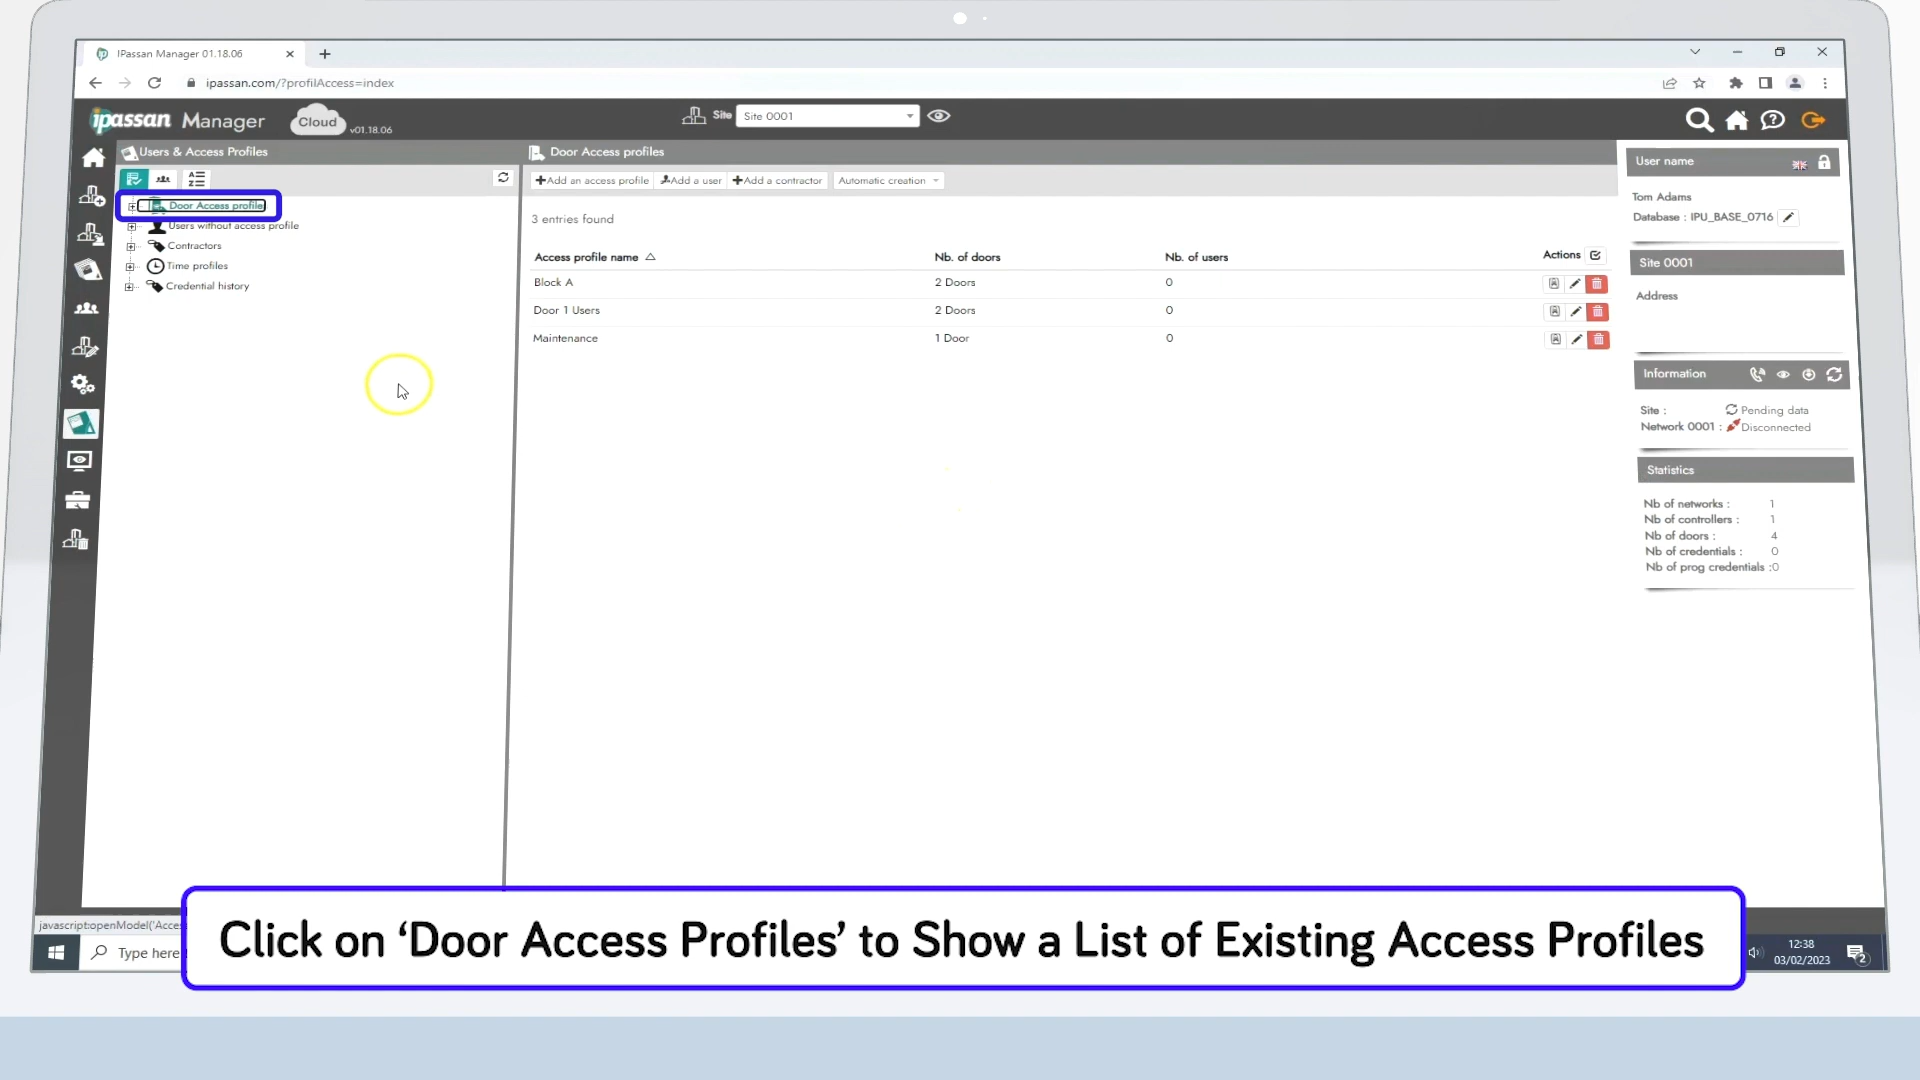 IPassan Manager 01.18.06
ipassan.com/?profilAccess=index
ipassan Manager Cloud v01.18.06
Site Site 0001
Users & Access Profiles
Door Access profiles
User name
Add an access profile Add a user Add a contractor Automatic creation
Door Access profile
Users without access profile
Contractors
Time profiles
Credential history
3 entries found
Access profile name Nb. of doors Nb. of users Actions
Block A 2 Doors 0
Door 1 Users 2 Doors 0
Maintenance 1 Door 0
Tom Adams
Database : IPU_BASE_0716
Site 0001
Address
Information
Site : Pending data
Network 0001 : Disconnected
Statistics
Nb of networks : 1
Nb of controllers : 1
Nb of doors : 4
Nb of credentials : 0
Nb of prog credentials :0
javascript:openModel('Acces
Type here
Click on ‘Door Access Profiles’ to Show a List of Existing Access Profiles
12:38
03/02/2023
2